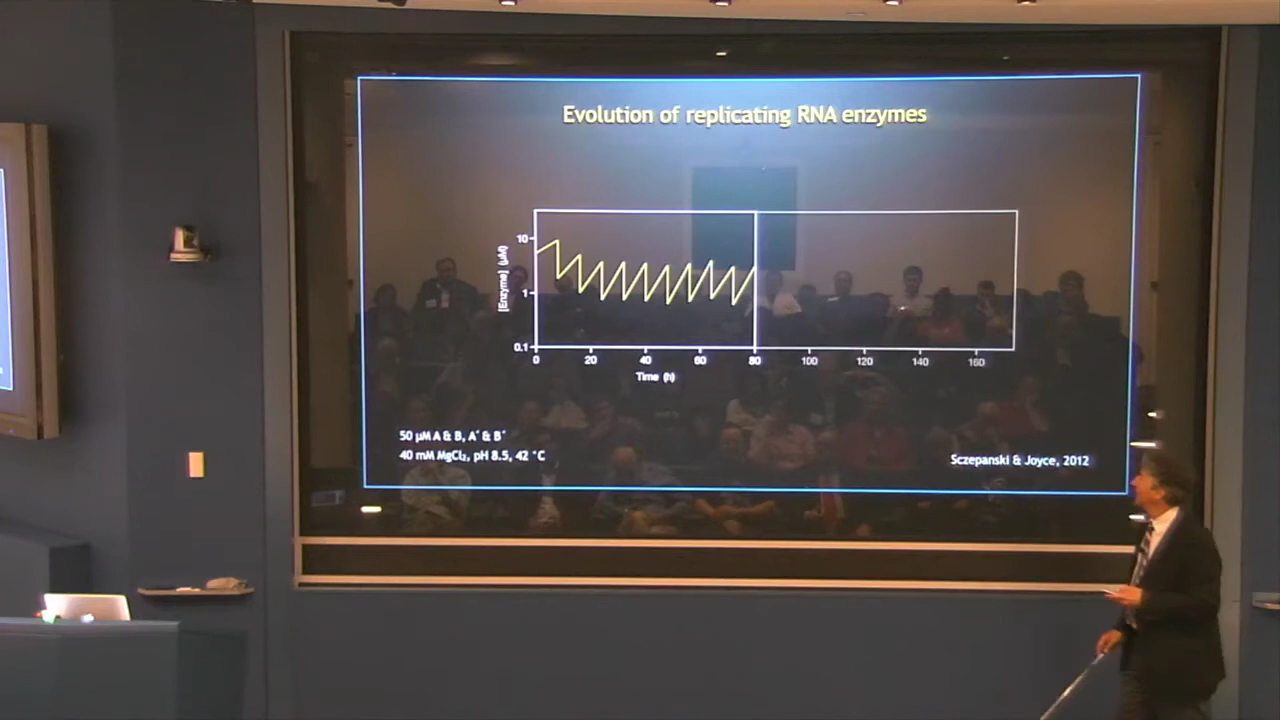 Evolution of replicating RNA enzymes
[Enzyme] (µM)
10
1
0.1
0 20 40 60 80 100 120 140 160
Time (h)
50 µM A & B, A' & B'
40 mM MgCl₂, pH 8.5, 42 °C
Sczepanski & Joyce, 2012